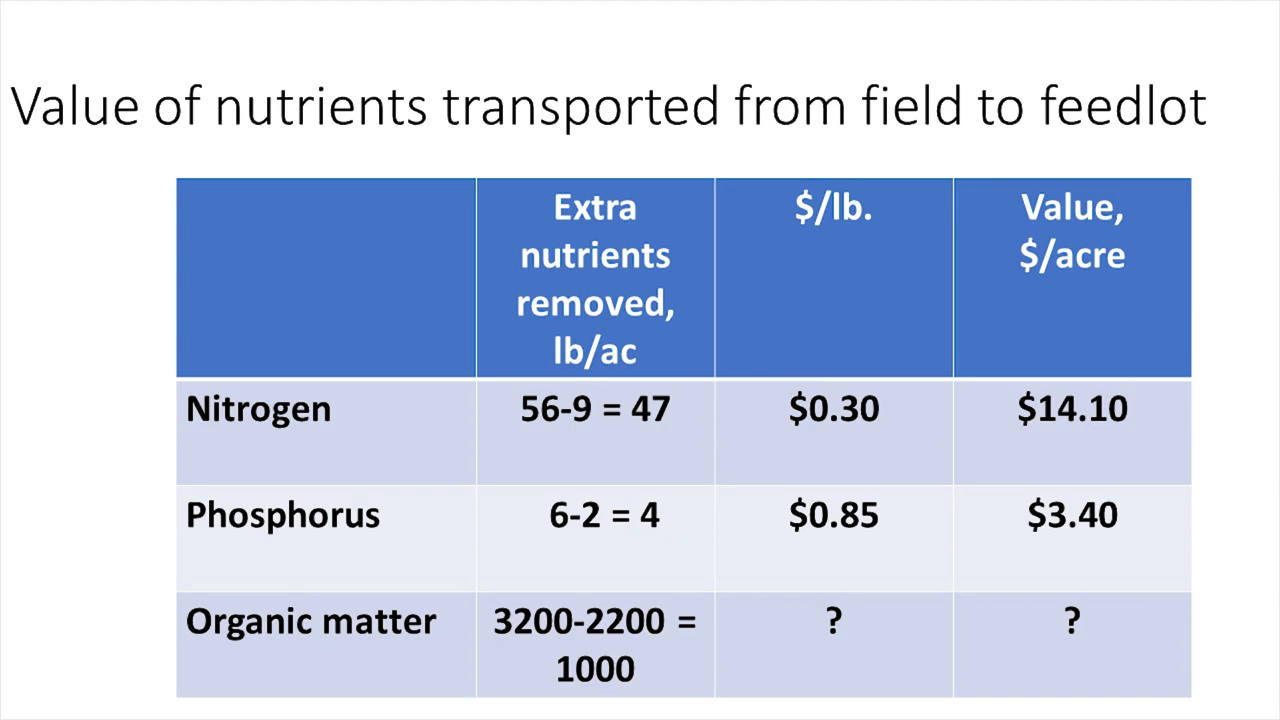 Value of nutrients transported from field to feedlot
Extra
nutrients
removed,
lb/ac
$/lb.
Value,
$/acre
Nitrogen
56-9 = 47
$0.30
$14.10
Phosphorus
6-2 = 4
$0.85
$3.40
Organic matter
3200-2200 =
1000
?
?